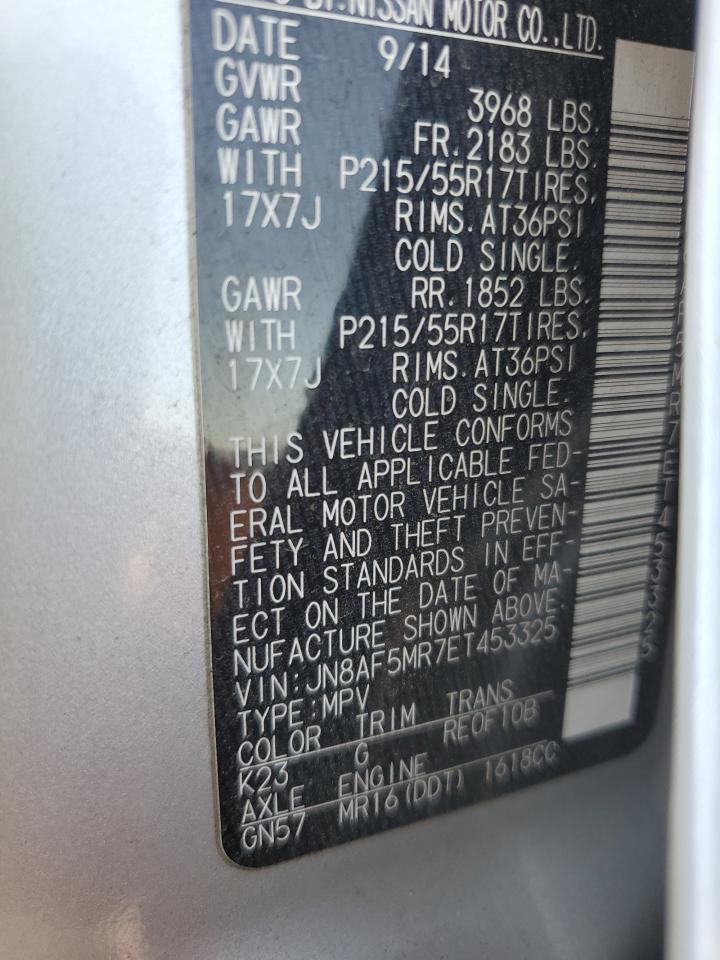 BY:NISSAN MOTOR CO.,LTD.
DATE 9/14
GVWR 3968 LBS.
GAWR FR.2183 LBS.
WITH P215/55R17TIRES.
17X7J RIMS.AT36PSI
COLD SINGLE.
GAWR RR.1852 LBS.
WITH P215/55R17TIRES.
17X7J RIMS.AT36PSI
COLD SINGLE.
THIS VEHICLE CONFORMS
TO ALL APPLICABLE FED-
ERAL MOTOR VEHICLE SA-
FETY AND THEFT PREVEN-
TION STANDARDS IN EFF-
ECT ON THE DATE OF MA-
NUFACTURE SHOWN ABOVE.
VIN:JN8AF5MR7ET453325
TYPE:MPV
COLOR TRIM TRANS
K23 G RE0F10B
AXLE ENGINE
GN57 MR16(DDT) 1618CC
AF5MR7ET453325